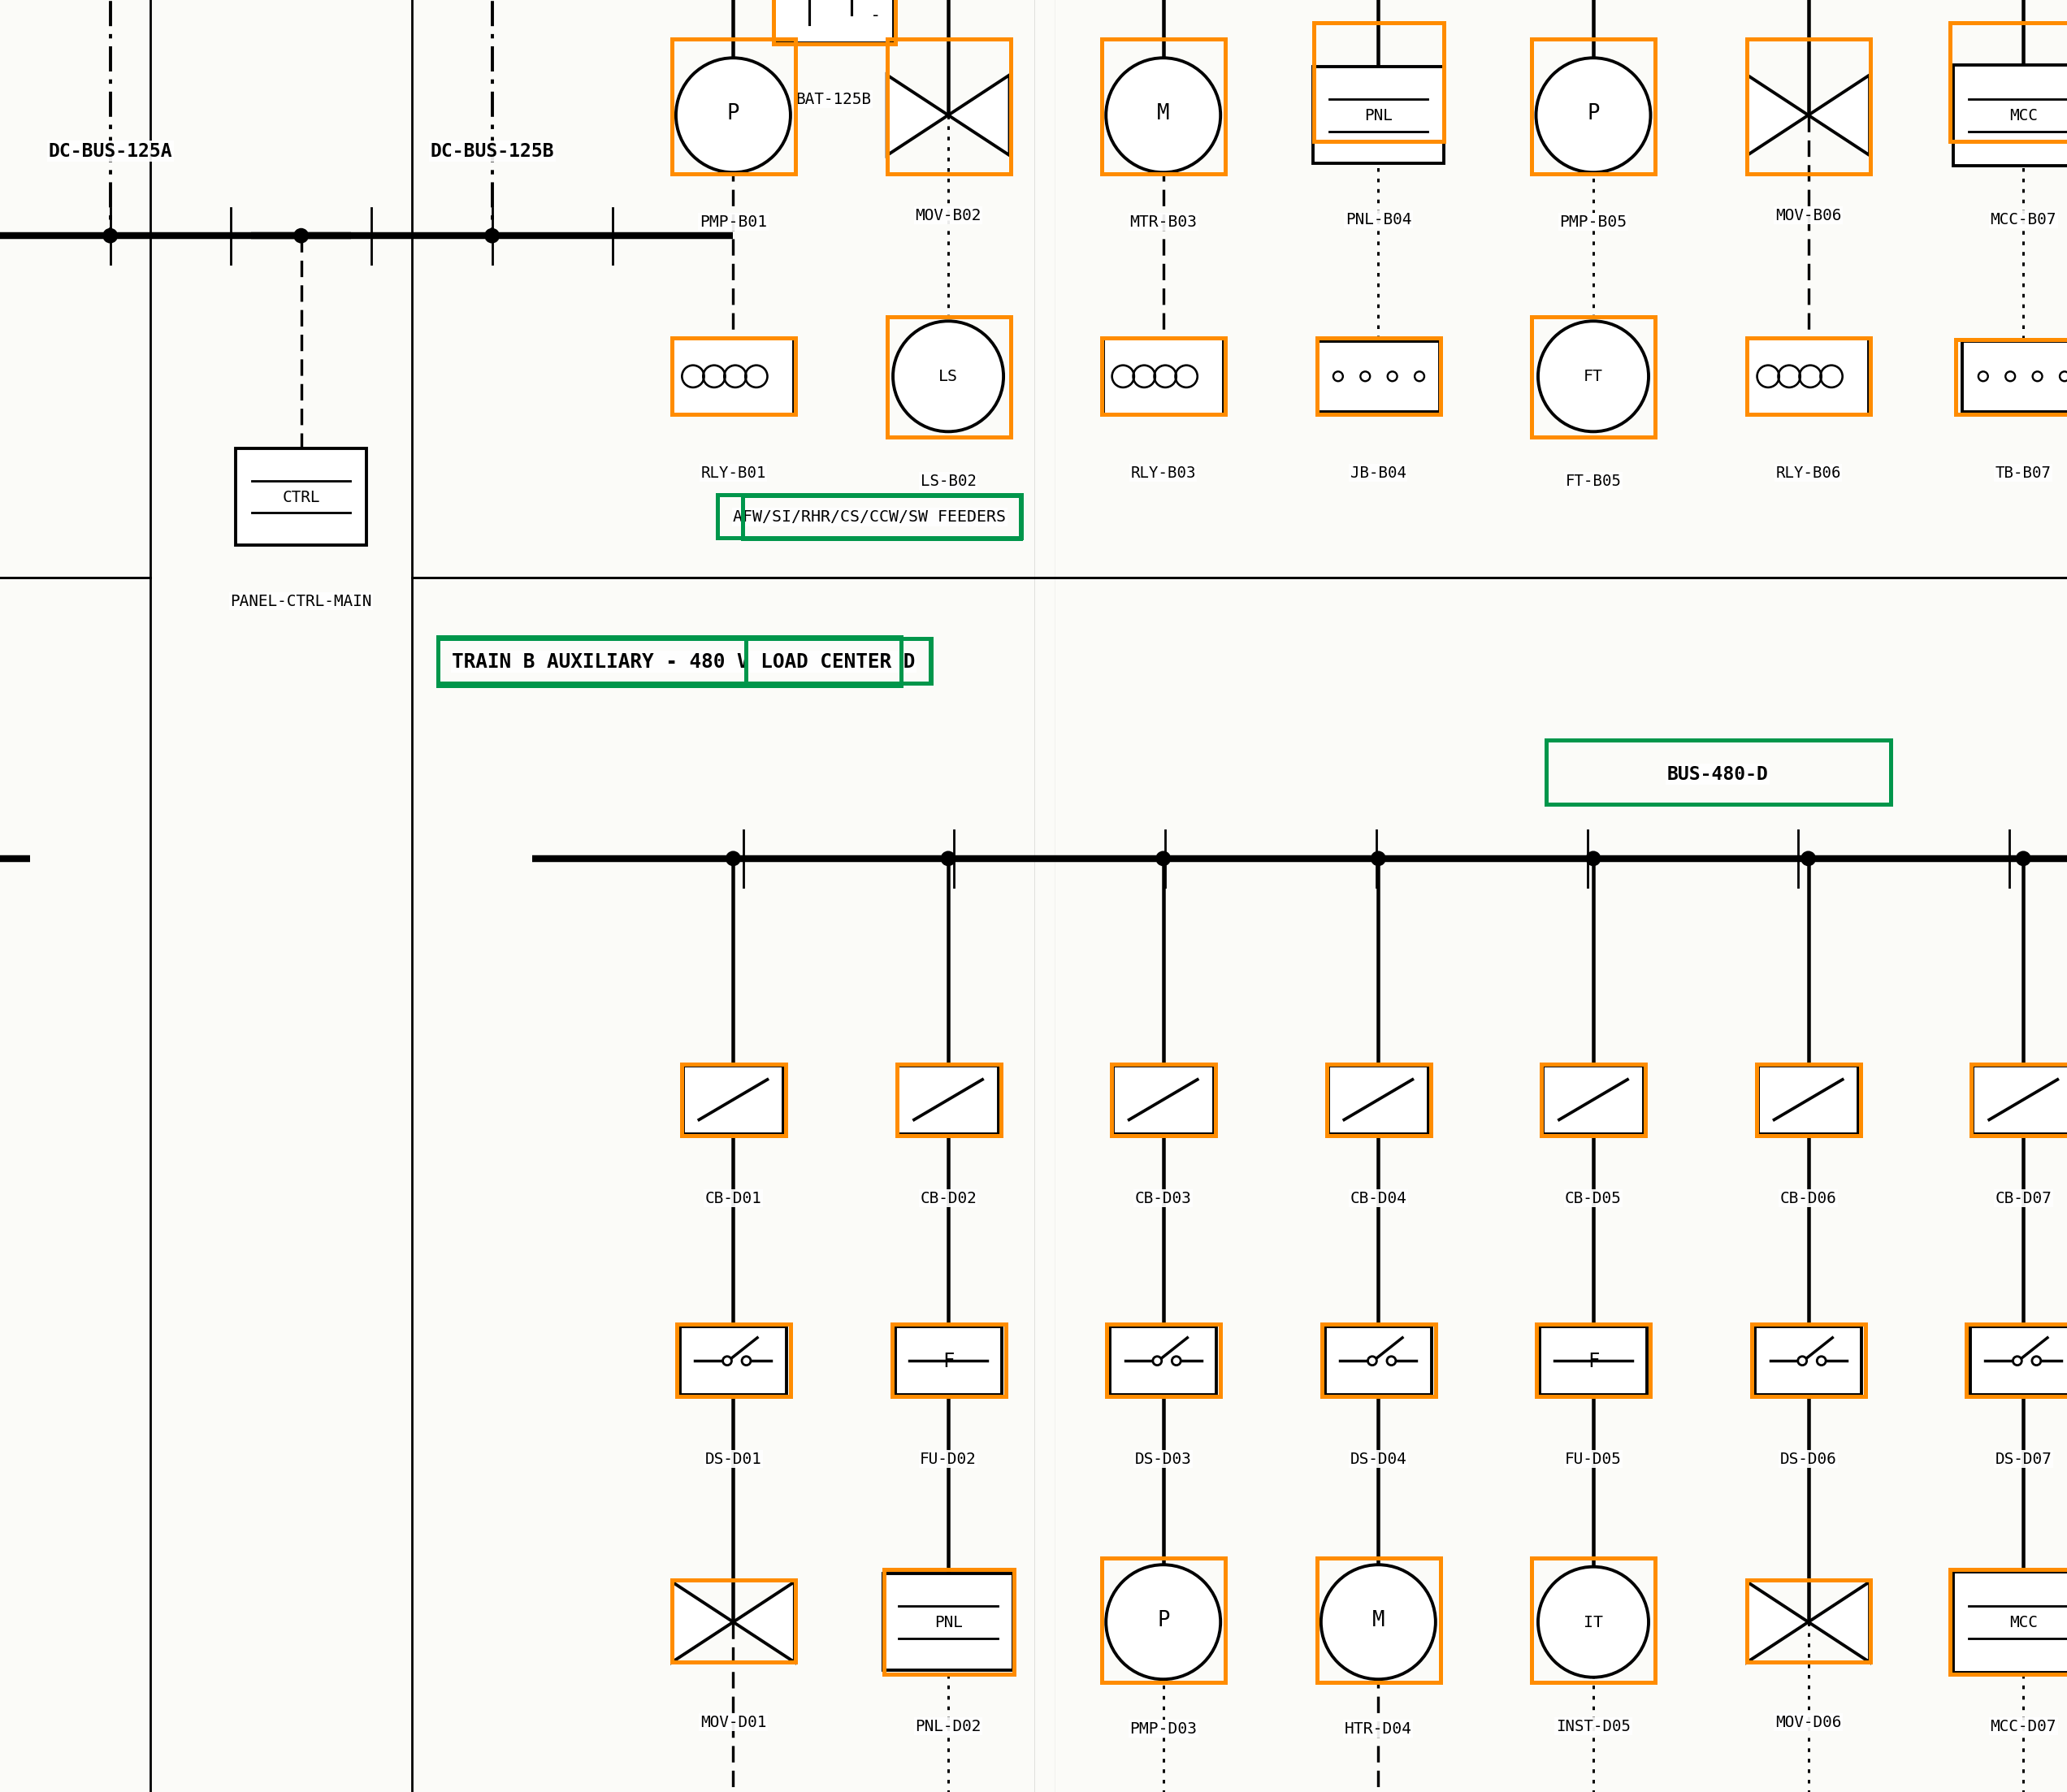 -
P
M
PNL
P
MCC
BAT-125B
DC-BUS-125A
DC-BUS-125B
PMP-B01
MOV-B02
MTR-B03
PNL-B04
PMP-B05
MOV-B06
MCC-B07
LS
FT
RLY-B01
LS-B02
RLY-B03
JB-B04
FT-B05
RLY-B06
TB-B07
CTRL
AFW/SI/RHR/CS/CCW/SW FEEDERS
PANEL-CTRL-MAIN
TRAIN B AUXILIARY - 480 V LOAD CENTER D
BUS-480-D
CB-D01
CB-D02
CB-D03
CB-D04
CB-D05
CB-D06
CB-D07
F
F
DS-D01
FU-D02
DS-D03
DS-D04
FU-D05
DS-D06
DS-D07
PNL
P
M
IT
MCC
MOV-D01
PNL-D02
PMP-D03
HTR-D04
INST-D05
MOV-D06
MCC-D07